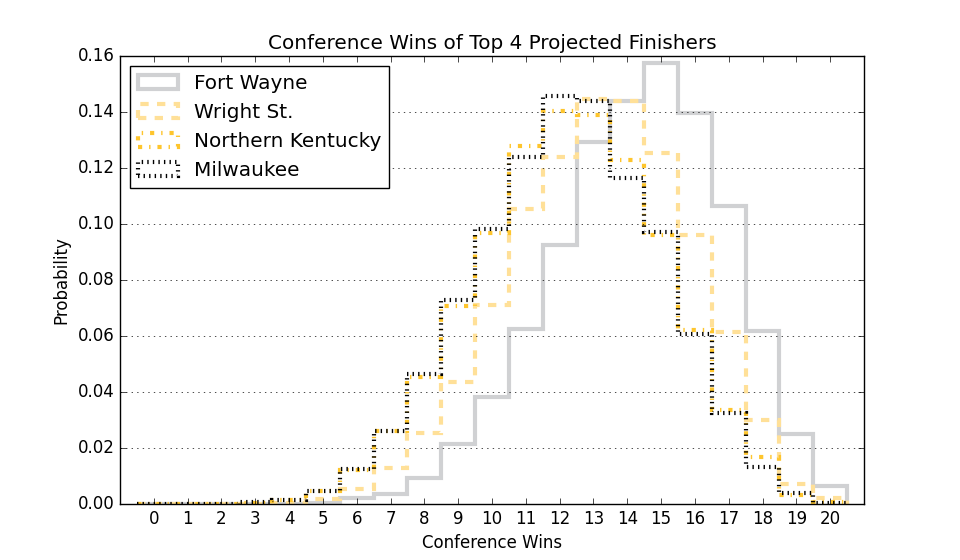 Conference Wins of Top 4 Projected Finishers
0.16
0.14
0.12
0.10
0.08
0.06
0.04
0.02
0.00
Probability
Fort Wayne
Wright St.
Northern Kentucky
Milwaukee
0 1 2 3 4 5 6 7 8 9 10 11 12 13 14 15 16 17 18 19 20
Conference Wins